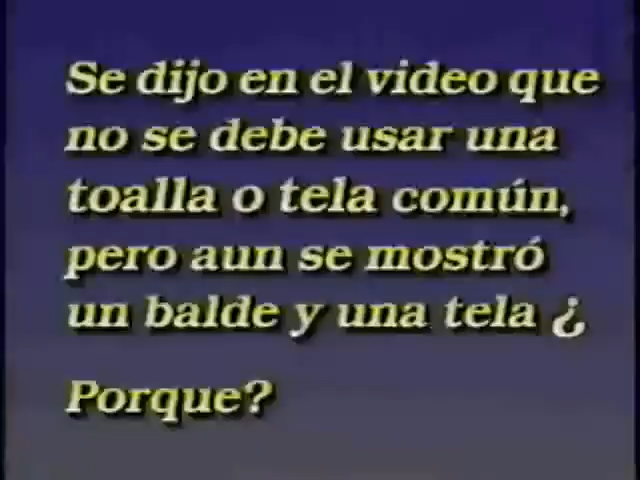 Se dijo en el video que
no se debe usar una
toalla o tela común,
pero aun se mostró
un balde y una tela ¿
Porque?